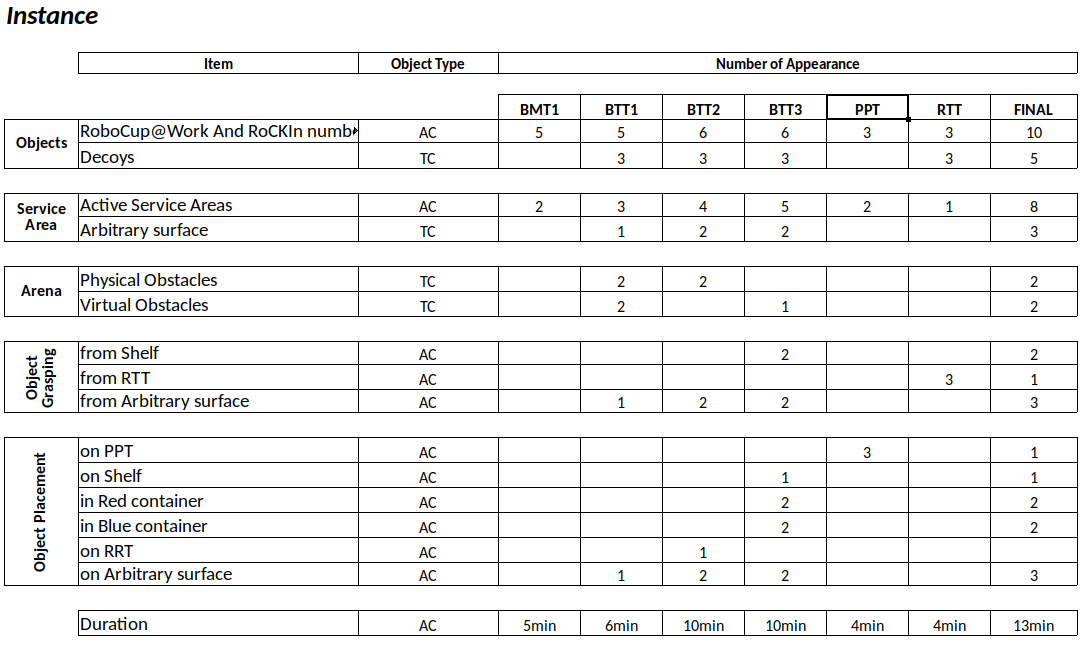 Instance
Item Object Type Number of Appearance
BMT1 BTT1 BTT2 BTT3 PPT RTT FINAL
Objects
RoboCup@Work And RoCKIn numb AC 5 5 6 6 3 3 10
Decoys TC 3 3 3 3 5
Service Area
Active Service Areas AC 2 3 4 5 2 1 8
Arbitrary surface TC 1 2 2 3
Arena
Physical Obstacles TC 2 2 2
Virtual Obstacles TC 2 1 2
Object Grasping
from Shelf AC 2 2
from RTT AC 3 1
from Arbitrary surface AC 1 2 2 3
Object Placement
on PPT AC 3 1
on Shelf AC 1 1
in Red container AC 2 2
in Blue container AC 2 2
on RRT AC 1
on Arbitrary surface AC 1 2 2 3
Duration AC 5min 6min 10min 10min 4min 4min 13min